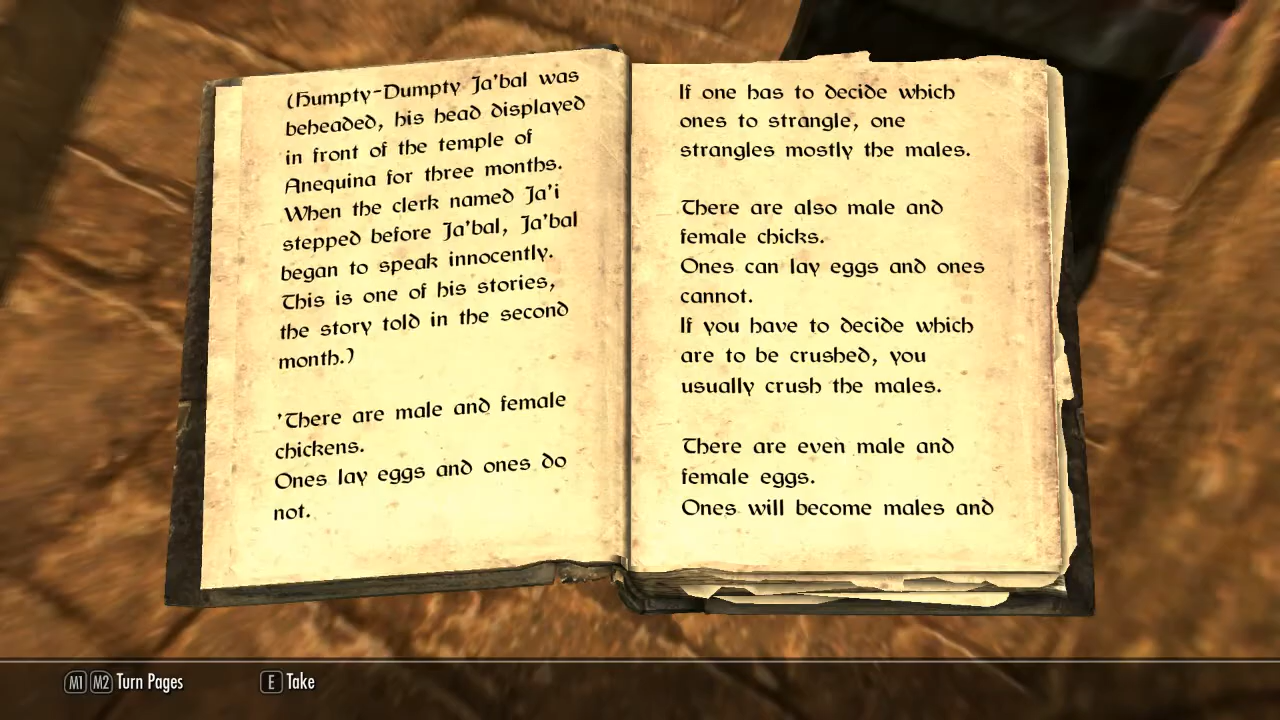 (Humpty-Dumpty Ja'bal was
beheaded, his head displayed
in front of the temple of
Anequina for three months.
When the clerk named Ja'i
stepped before Ja'bal, Ja'bal
began to speak innocently.
This is one of his stories,
the story told in the second
month.)
'There are male and female
chickens.
Ones lay eggs and ones do
not.
If one has to decide which
ones to strangle, one
strangles mostly the males.
There are also male and
female chicks.
Ones can lay eggs and ones
cannot.
If you have to decide which
are to be crushed, you
usually crush the males.
There are even male and
female eggs.
Ones will become males and
M1 M2 Turn Pages
E Take